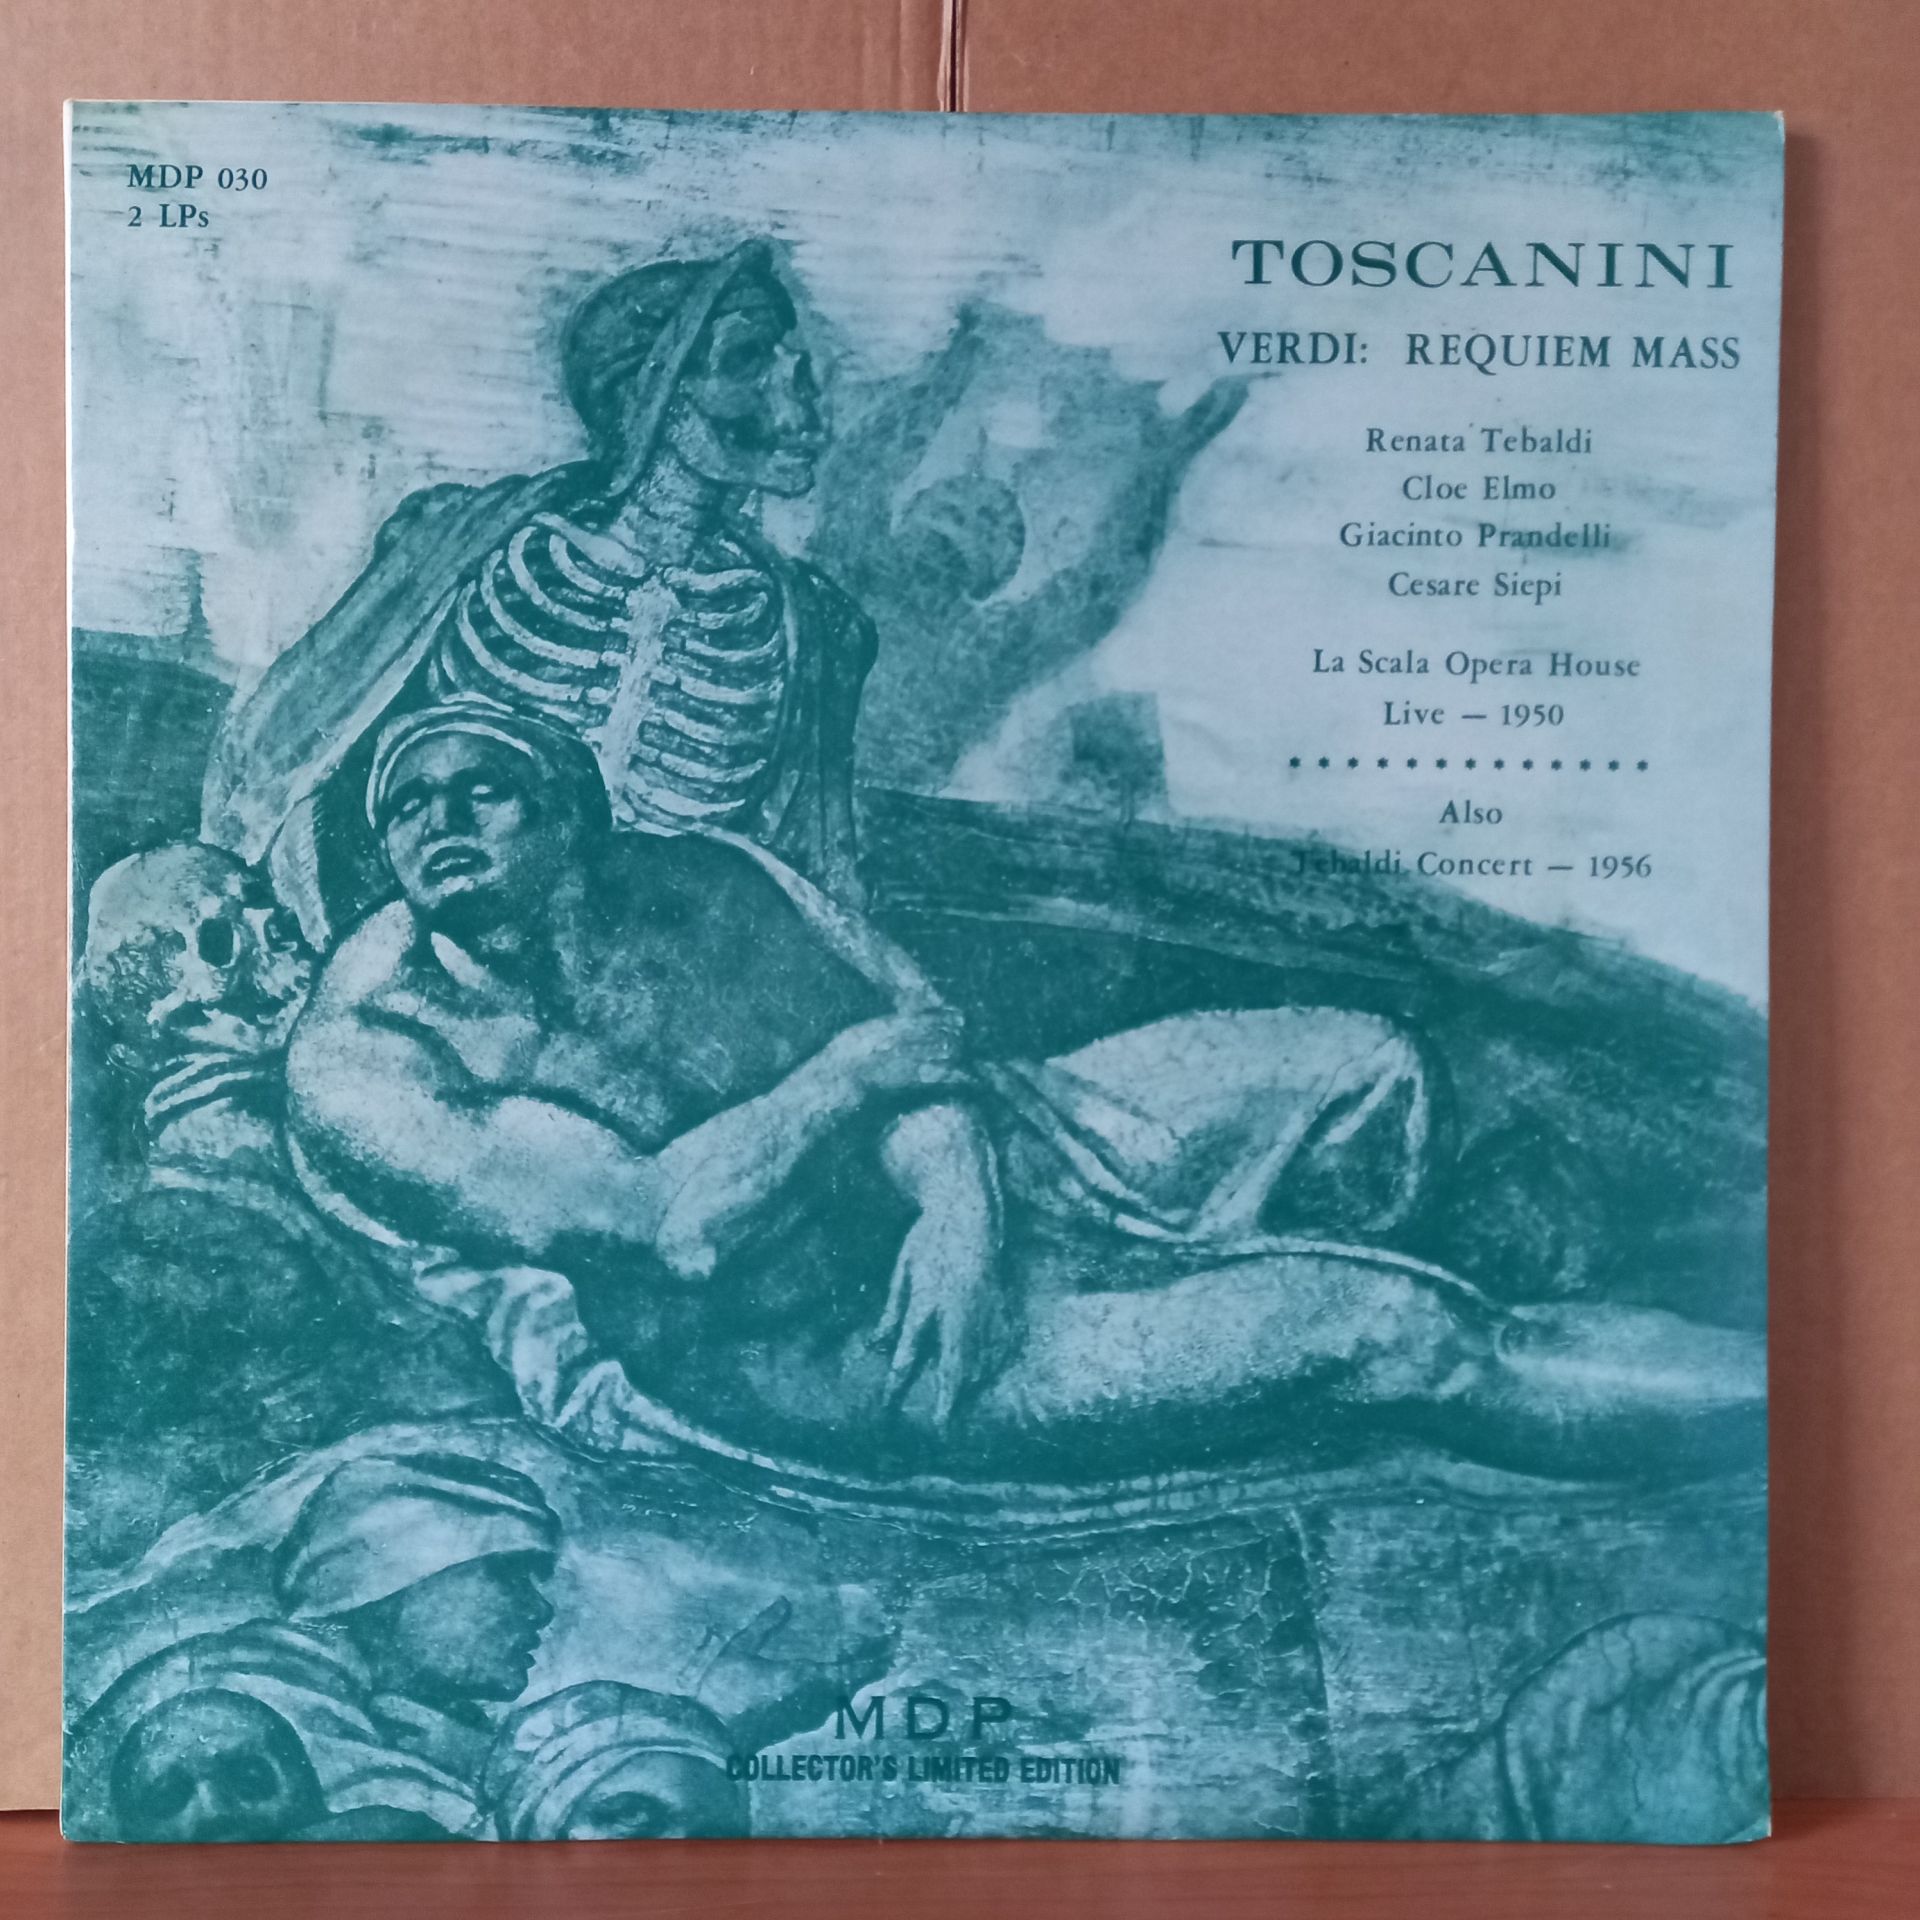 MDP 030
2 LPs
TOSCANINI
VERDI: REQUIEM MASS
Renata Tebaldi
Cloe Elmo
Giacinto Prandelli
Cesare Siepi
La Scala Opera House
Live — 1950
* * * * * * * * * * * * *
Also
Tebaldi Concert — 1956
MDP
COLLECTOR'S LIMITED EDITION